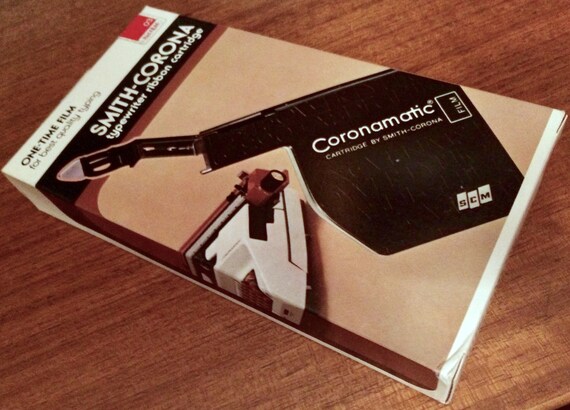 ONE-TIME FILM
for best quality typing
SMITH-CORONA
typewriter ribbon cartridge
Coronamatic®
FILM
CARTRIDGE BY SMITH-CORONA
SCM